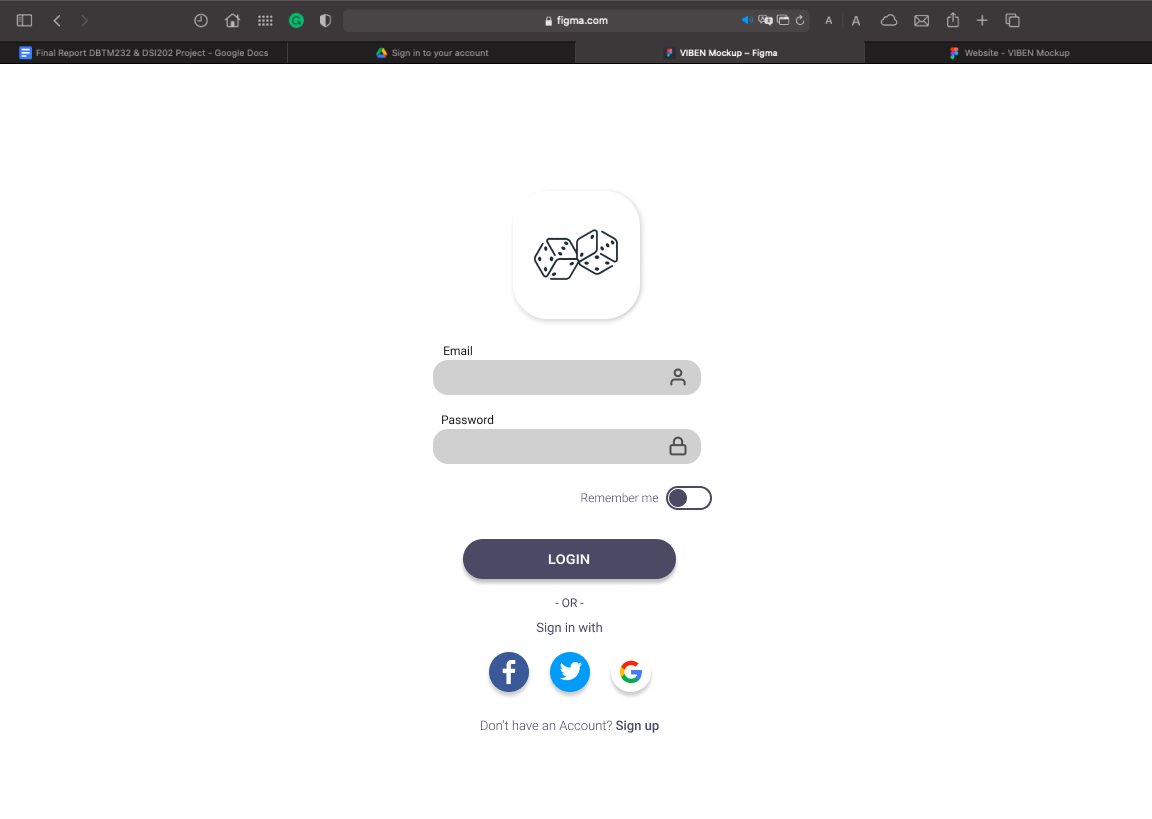 figma.com
A A
Final Report DBTM232 & DSI202 Project - Google Docs
Sign in to your account
VIBEN Mockup – Figma
Website - VIBEN Mockup
Email
Password
Remember me
LOGIN
- OR -
Sign in with
Don't have an Account? Sign up